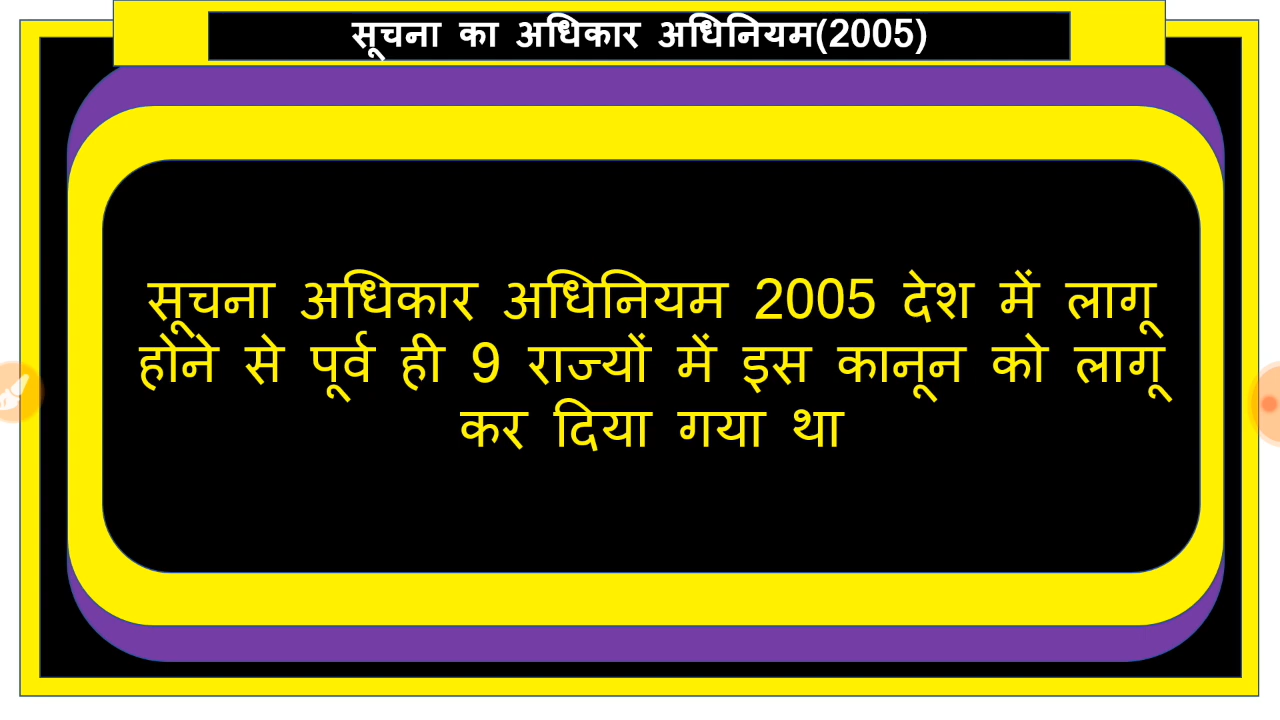 सूचना का अधिकार अधिनियम(2005)
सूचना अधिकार अधिनियम 2005 देश में लागू
होने से पूर्व ही 9 राज्यों में इस कानून को लागू
कर दिया गया था